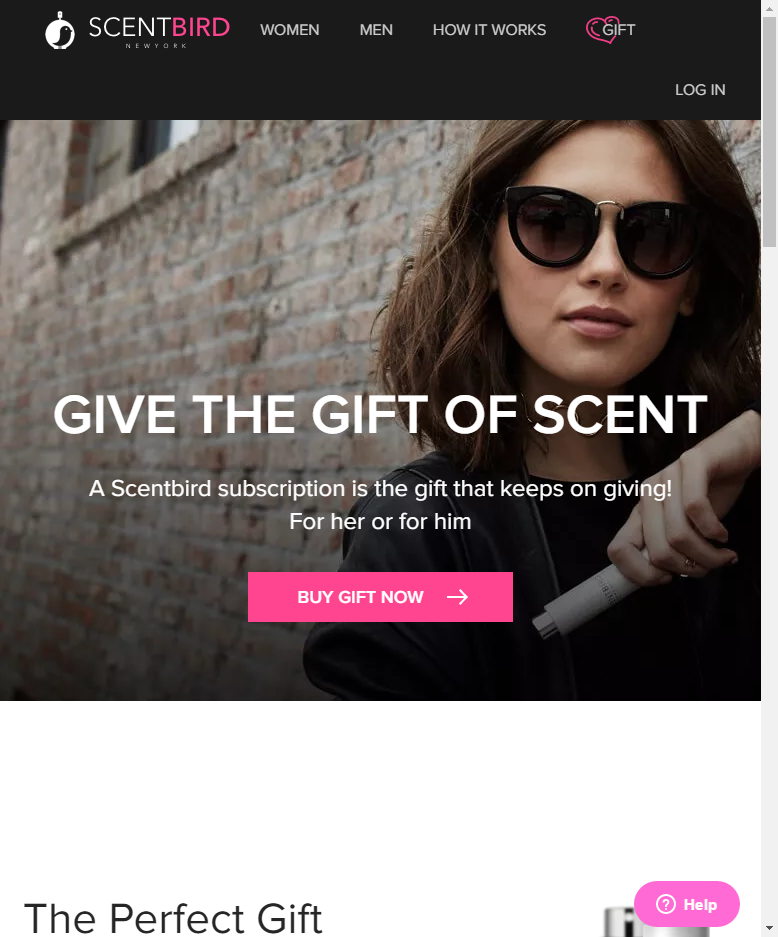 SCENTBIRD
NEW YORK
WOMEN
MEN
HOW IT WORKS
GIFT
LOG IN
GIVE THE GIFT OF SCENT
A Scentbird subscription is the gift that keeps on giving!
For her or for him
BUY GIFT NOW
The Perfect Gift
Help